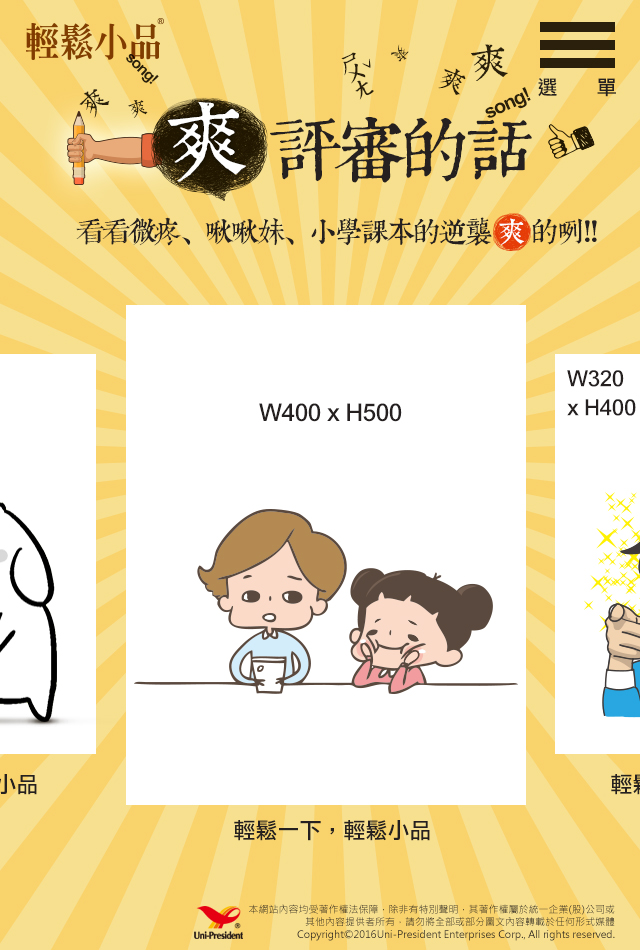 輕鬆小品®
song!
選單
爽
爽
爽
爽
ㄕㄨㄤˇ
song!
爽評審的話
看看微疼、啾啾妹、小學課本的逆襲爽的咧!!
W400 x H500
W320
x H400
小品
輕鬆一下，輕鬆小品
輕鬆
Uni-President
本網站內容均受著作權法保障，除非有特別聲明，其著作權屬於統一企業(股)公司或
其他內容提供者所有，請勿將全部或部分圖文內容轉載於任何形式媒體
Copyright©2016Uni-President Enterprises Corp, All rights reserved.